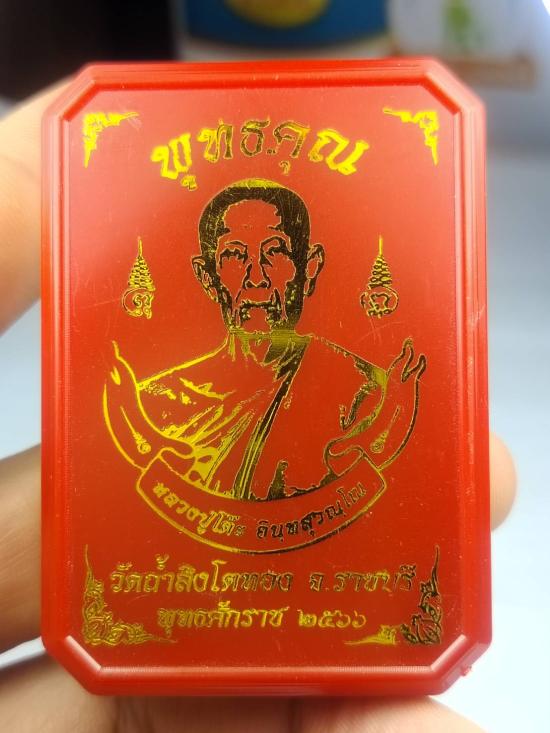 พุทธคุณ
หลวงปู่โต๊ะ อินฺทสุวณฺโณ
วัดถ้ำสิงโตทอง จ.ราชบุรี
พุทธศักราช ๒๕๖๖